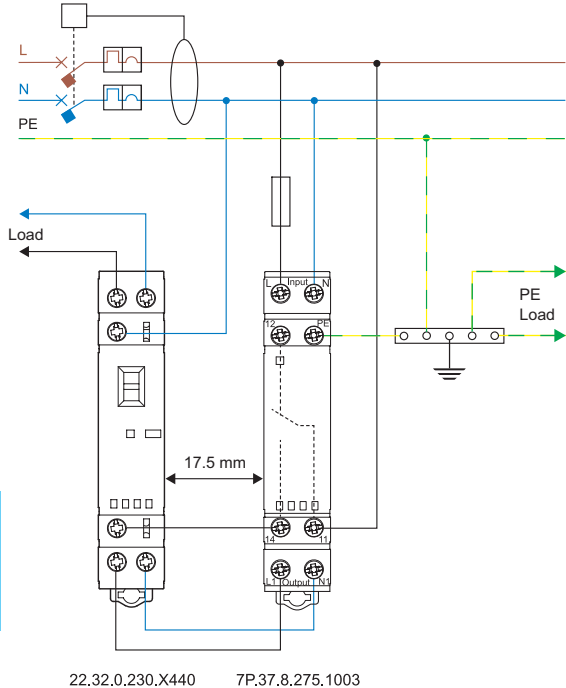 L
N
PE
Load
L Input N
12 PE
PE
Load
17.5 mm
14 11
L1 Output N1
22.32.0.230.X440 7P.37.8.275.1003